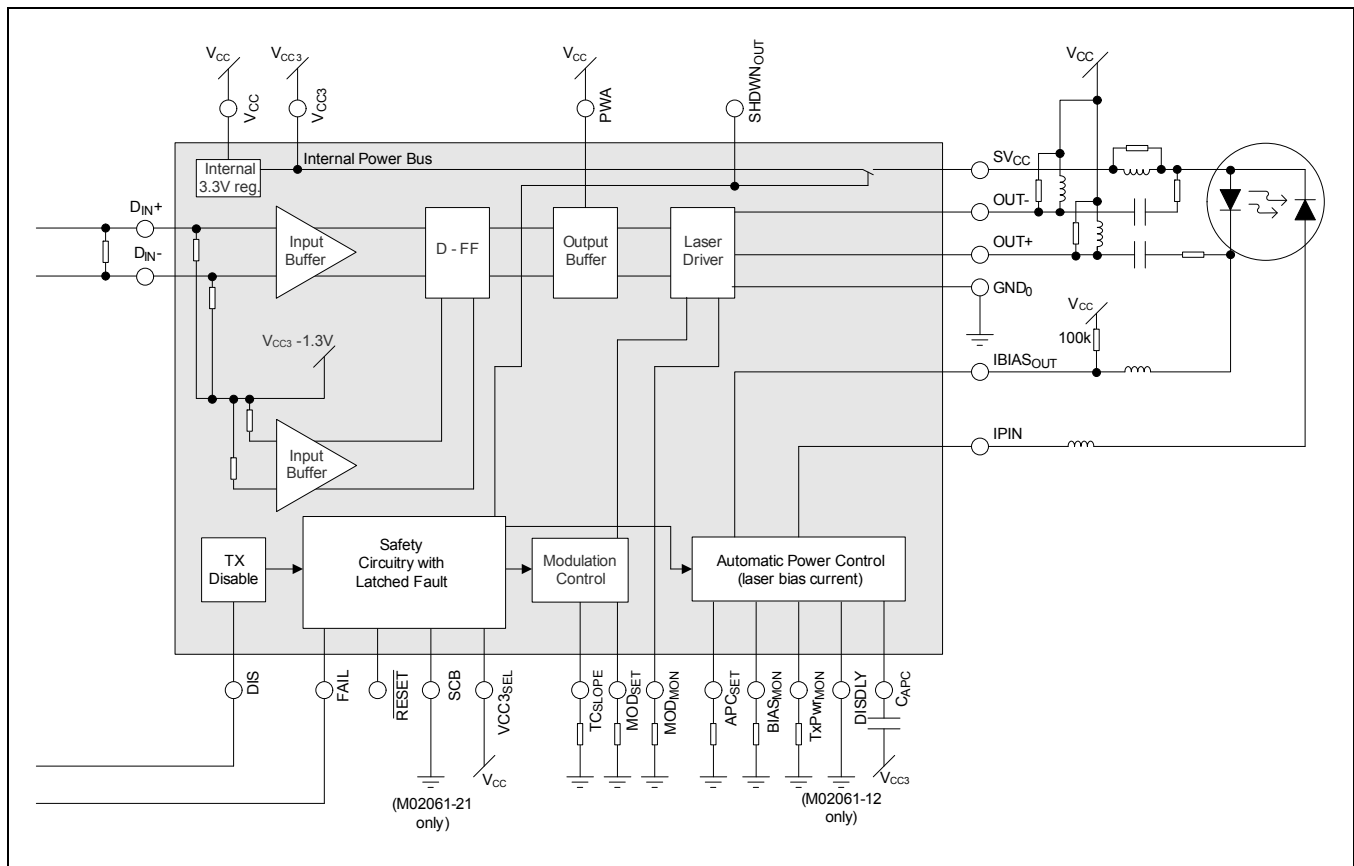 VCC
VCC3
VCC
VCC
VCC
VCC3
PWA
SHDWNOUT
Internal Power Bus
Internal
3.3V reg.
SVCC
OUT-
OUT+
GND0
DIN+
DIN-
Input
Buffer
D - FF
Output
Buffer
Laser
Driver
VCC
100k
VCC3 -1.3V
IBIASOUT
IPIN
Input
Buffer
TX
Disable
Safety
Circuitry with
Latched Fault
Modulation
Control
Automatic Power Control
(laser bias current)
DIS
FAIL
RESET
SCB
VCC3SEL
TCSLOPE
MODSET
MODMON
APCSET
BIASMON
TxPwrMON
DISDLY
CAPC
VCC
VCC3
(M02061-21
only)
(M02061-12
only)